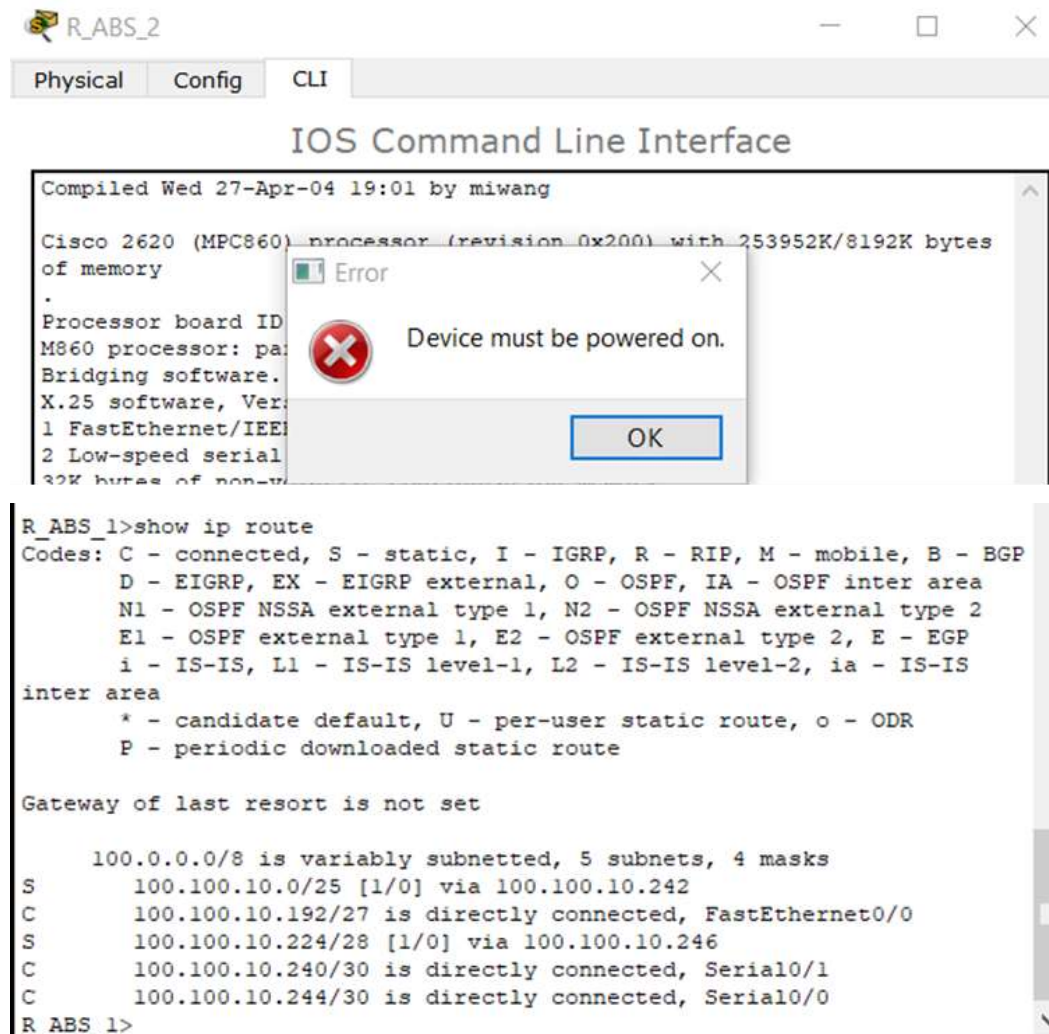 R_ABS_2
Physical Config CLI
IOS Command Line Interface
Compiled Wed 27-Apr-04 19:01 by miwang
Cisco 2620 (MPC860) processor (revision 0x200) with 253952K/8192K bytes
of memory
.
Processor board ID
M860 processor:
Bridging software.
X.25 software,
1
2 Low-speed serial
32K bytes of
Error
Device must be powered on.
OK
R_ABS_1>show ip route
Codes: C - connected, S - static, I - IGRP, R - RIP, M - mobile, B - BGP
D - EIGRP, EX - EIGRP external, O - OSPF, IA - OSPF inter area
N1 - OSPF NSSA external type 1, N2 - OSPF NSSA external type 2
E1 - OSPF external type 1, E2 - OSPF external type 2, E - EGP
i - IS-IS, L1 - IS-IS level-1, L2 - IS-IS level-2, ia - IS-IS
inter area
* - candidate default, U - per-user static route, o - ODR
P - periodic downloaded static route
Gateway of last resort is not set
100.0.0.0/8 is variably subnetted, 5 subnets, 4 masks
S 100.100.10.0/25 [1/0] via 100.100.10.242
C 100.100.10.192/27 is directly connected, FastEthernet0/0
S 100.100.10.224/28 [1/0] via 100.100.10.246
C 100.100.10.240/30 is directly connected, Serial0/1
C 100.100.10.244/30 is directly connected, Serial0/0
R_ABS_1>